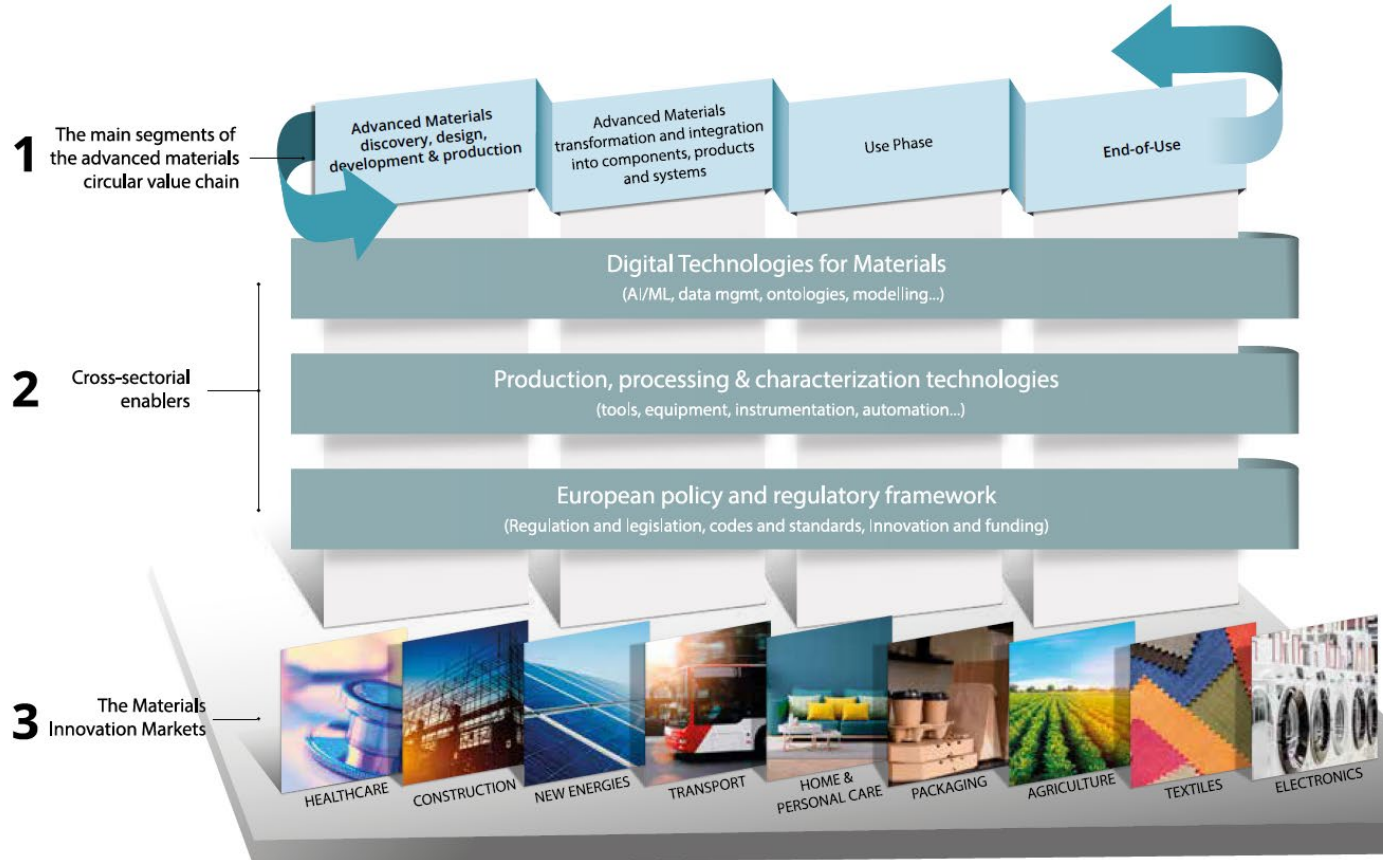 1
The main segments of
the advanced materials
circular value chain
Advanced Materials
discovery, design,
development & production
Advanced Materials
transformation and integration
into components, products
and systems
Use Phase
End-of-Use
2
Cross-sectorial
enablers
Digital Technologies for Materials
(AI/ML, data mgmt, ontologies, modelling...)
Production, processing & characterization technologies
(tools, equipment, instrumentation, automation...)
European policy and regulatory framework
(Regulation and legislation, codes and standards, Innovation and funding)
3
The Materials
Innovation Markets
HEALTHCARE
CONSTRUCTION
NEW ENERGIES
TRANSPORT
HOME &
PERSONAL CARE
PACKAGING
AGRICULTURE
TEXTILES
ELECTRONICS